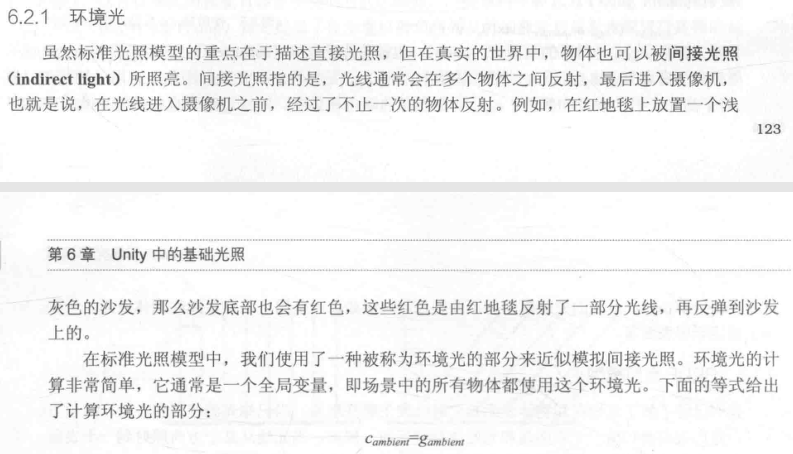 6.2.1 环境光
虽然标准光照模型的重点在于描述直接光照，但在真实的世界中，物体也可以被间接光照
（indirect light）所照亮。间接光照指的是，光线通常会在多个物体之间反射，最后进入摄像机，
也就是说，在光线进入摄像机之前，经过了不止一次的物体反射。例如，在红地毯上放置一个浅
123
第 6 章 Unity 中的基础光照
灰色的沙发，那么沙发底部也会有红色，这些红色是由红地毯反射了一部分光线，再反弹到沙发
上的。
在标准光照模型中，我们使用了一种被称为环境光的部分来近似模拟间接光照。环境光的计
算非常简单，它通常是一个全局变量，即场景中的所有物体都使用这个环境光。下面的等式给出
了计算环境光的部分：
c_ambient=g_ambient